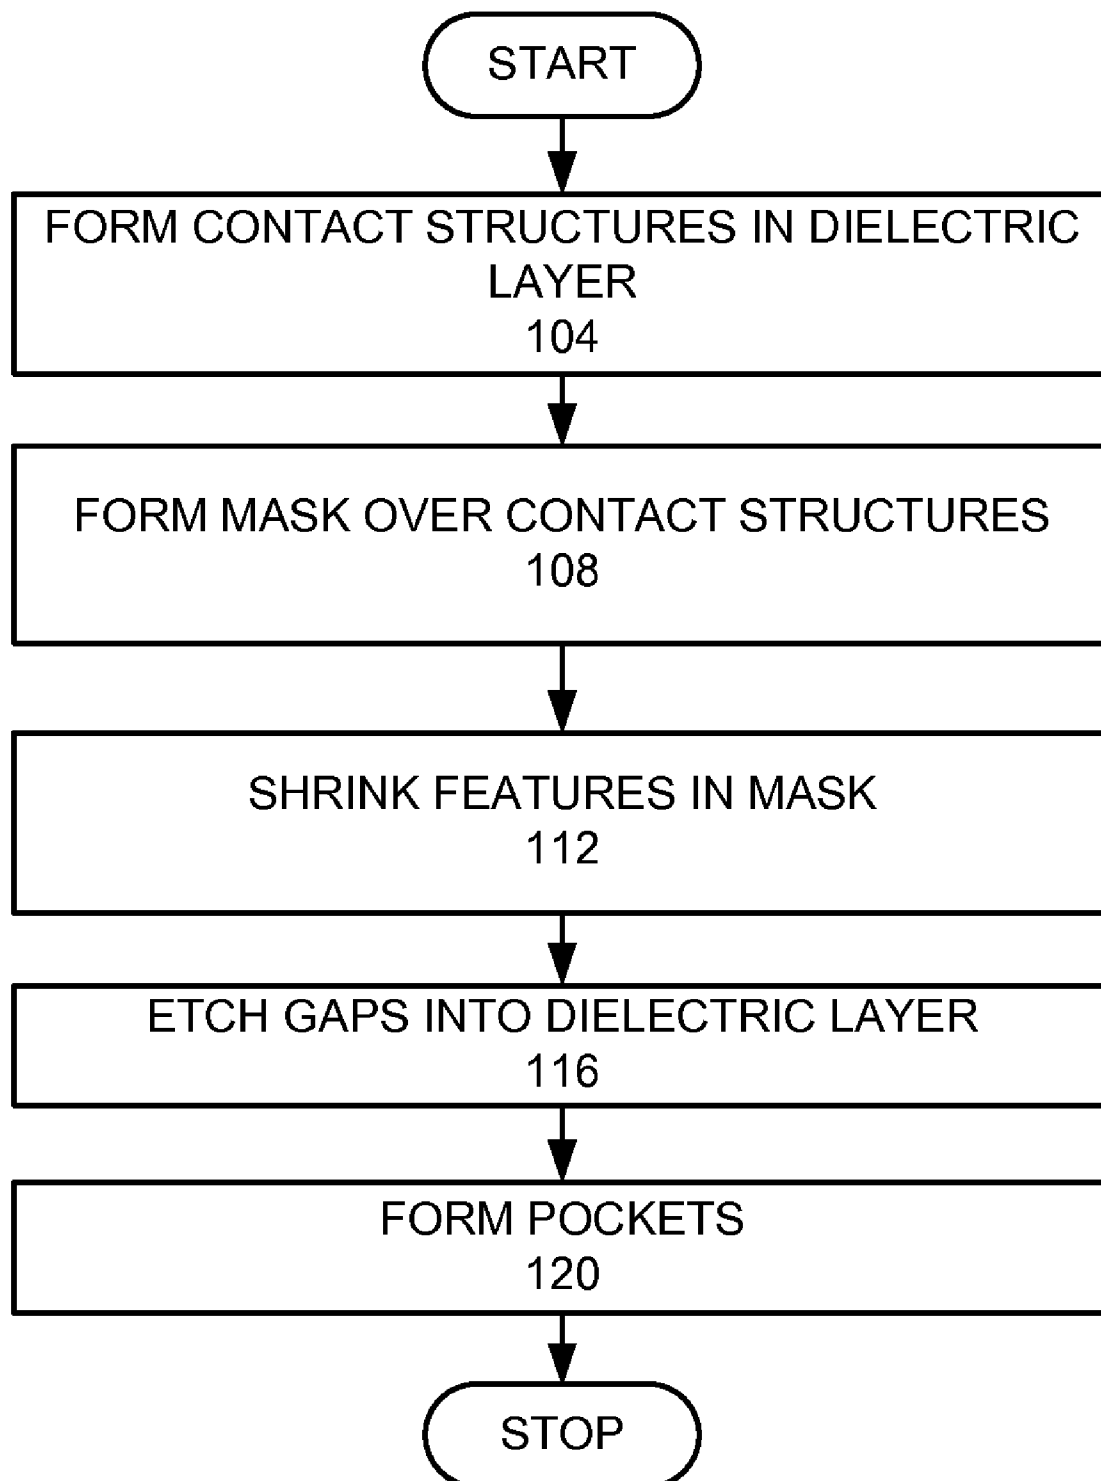 START
FORM CONTACT STRUCTURES IN DIELECTRIC
LAYER
104
FORM MASK OVER CONTACT STRUCTURES
108
SHRINK FEATURES IN MASK
112
ETCH GAPS INTO DIELECTRIC LAYER
116
FORM POCKETS
120
STOP